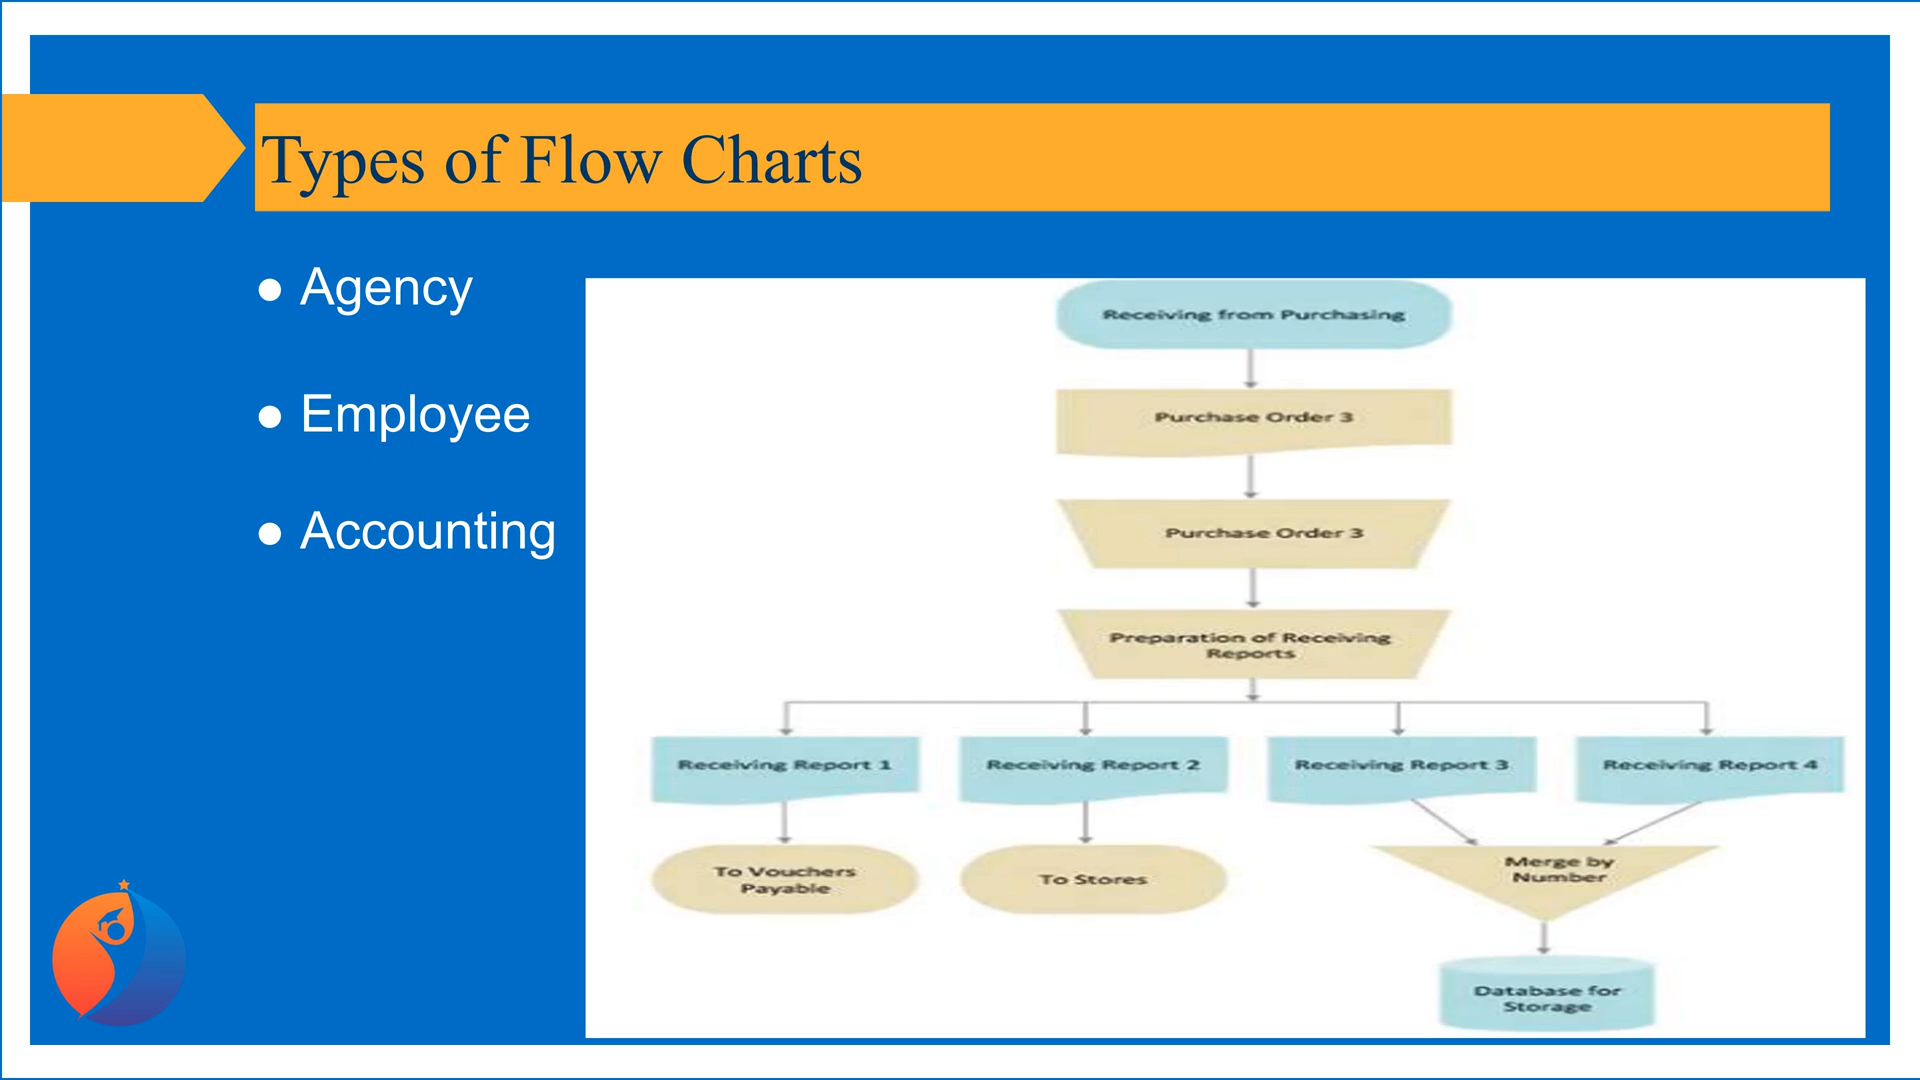 Types of Flow Charts
● Agency
● Employee
● Accounting
Receiving from Purchasing
Purchase Order 3
Purchase Order 3
Preparation of Receiving
Reports
Receiving Report 1
Receiving Report 2
Receiving Report 3
Receiving Report 4
To Vouchers
Payable
To Stores
Merge by
Number
Database for
Storage